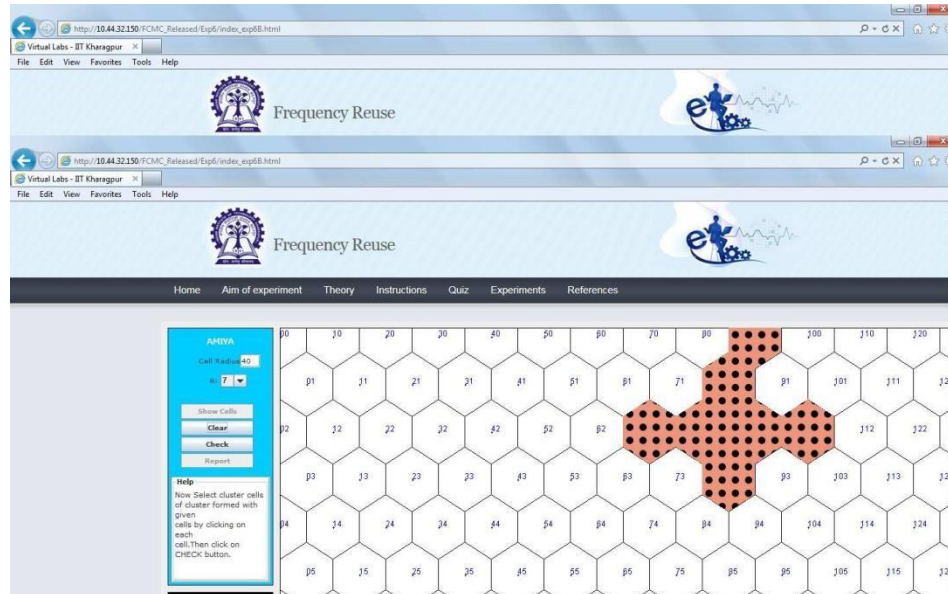 http://10.44.32.150/FCMC_Released/Exp6/index_exp6B.html
Virtual Labs - IIT Kharagpur
File Edit View Favorites Tools Help
Frequency Reuse
http://10.44.32.150/FCMC_Released/Exp6/index_exp6B.html
Virtual Labs - IIT Kharagpur
File Edit View Favorites Tools Help
Frequency Reuse
Home Aim of experiment Theory Instructions Quiz Experiments References
AMIYA
Cell Radius 40
7
Show Cells
Clear
Check
Report
Help
Now Select cluster cells
of cluster formed with
given
cells by clicking on
each
cell.Then click on
CHECK button.
00 10 20 30 40 50 60 70 80 100 110 120
01 11 21 31 41 51 61 71 91 101 111
02 12 22 32 42 52 62 112 122
03 13 23 33 43 53 63 73 93 103 113
04 14 24 34 44 54 64 74 84 94 104 114 124
05 15 25 35 45 55 65 75 85 95 105 115